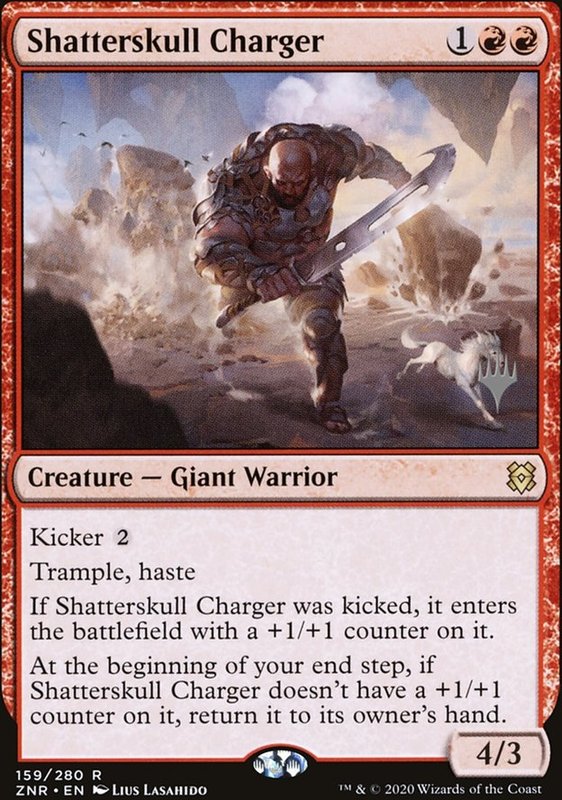 Shatterskull Charger 1
Creature — Giant Warrior
Kicker 2
Trample, haste
If Shatterskull Charger was kicked, it enters
the battlefield with a +1/+1 counter on it.
At the beginning of your end step, if
Shatterskull Charger doesn't have a +1/+1
counter on it, return it to its owner's hand.
4/3
159/280 R
ZNR • EN Lius Lasahido
™ & © 2020 Wizards of the Coast